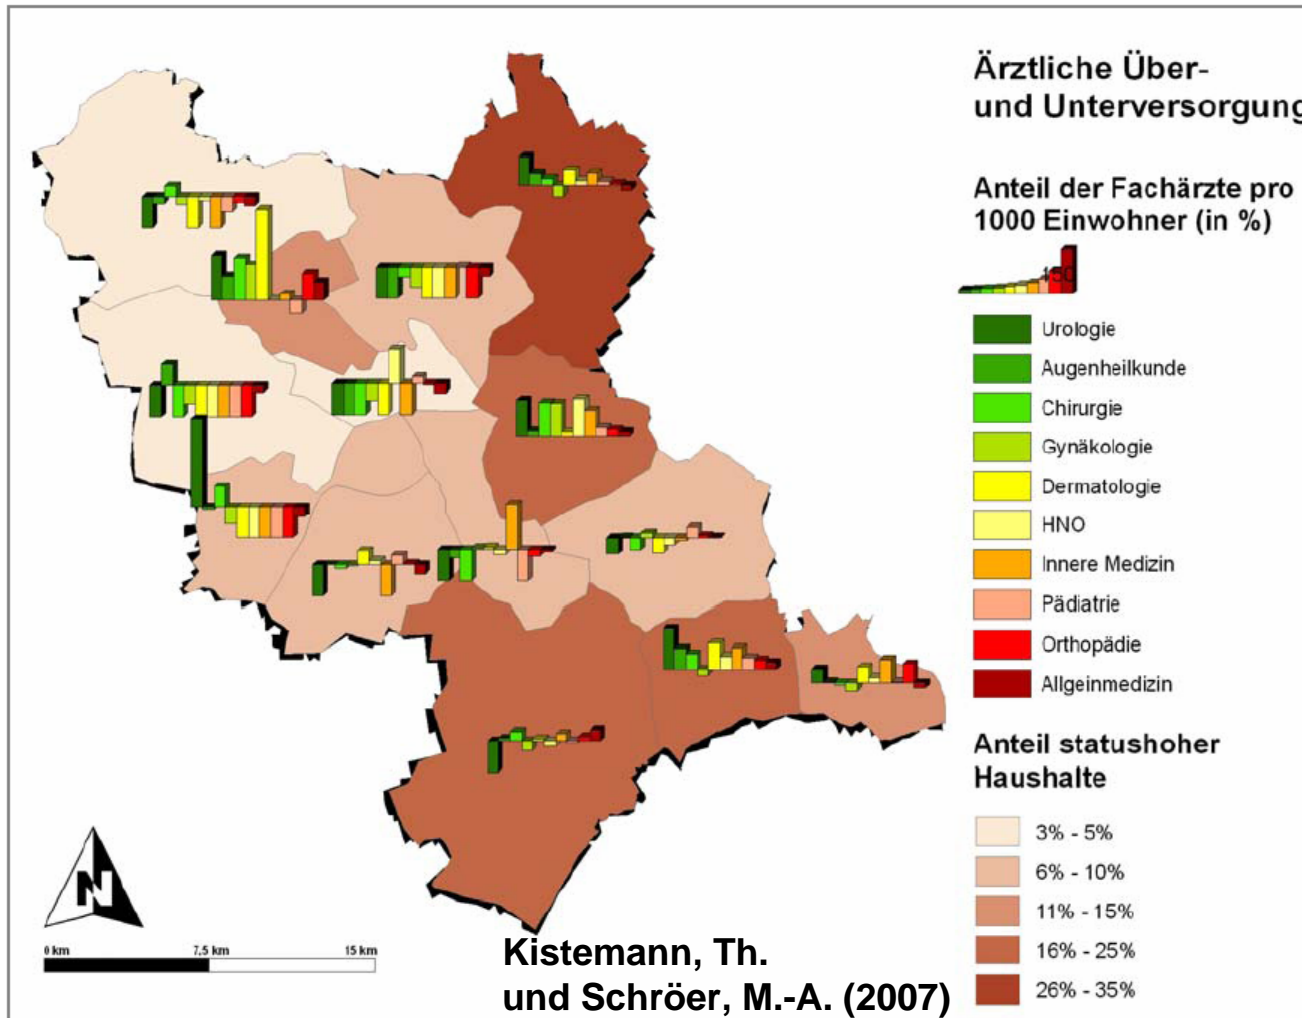 Ärztliche Über-
und Unterversorgung
Anteil der Fachärzte pro
1000 Einwohner (in %)
Urologie
Augenheilkunde
Chirurgie
Gynäkologie
Dermatologie
HNO
Innere Medizin
Pädiatrie
Orthopädie
Allgeinmedizin
Anteil statushoher
Haushalte
3% - 5%
6% - 10%
11% - 15%
16% - 25%
26% - 35%
N
0 km 7,5 km 15 km
Kistemann, Th.
und Schröer, M.-A. (2007)